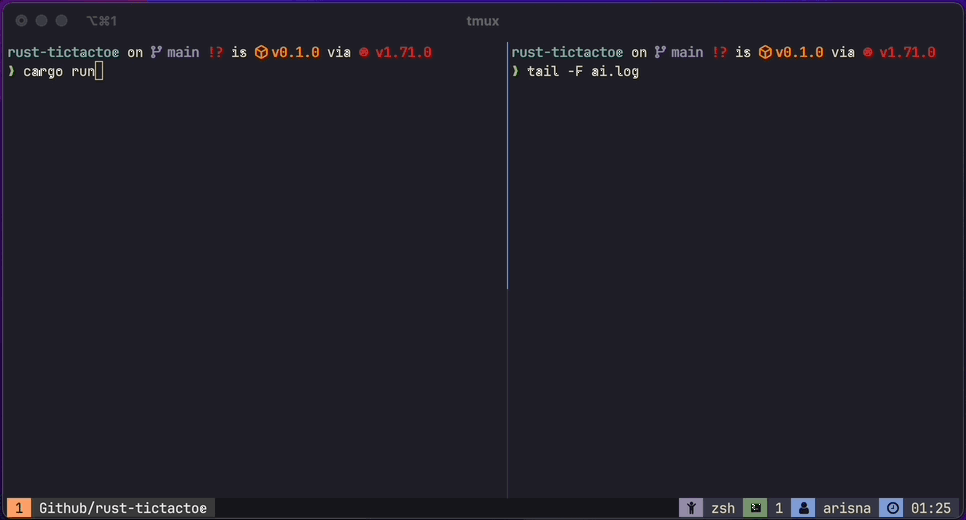 ⌥⌘1 tmux
rust-tictactoe on main !? is v0.1.0 via v1.71.0
❱ cargo run
rust-tictactoe on main !? is v0.1.0 via v1.71.0
❱ tail -F ai.log
1 Github/rust-tictactoe zsh 1 arisna 01:25